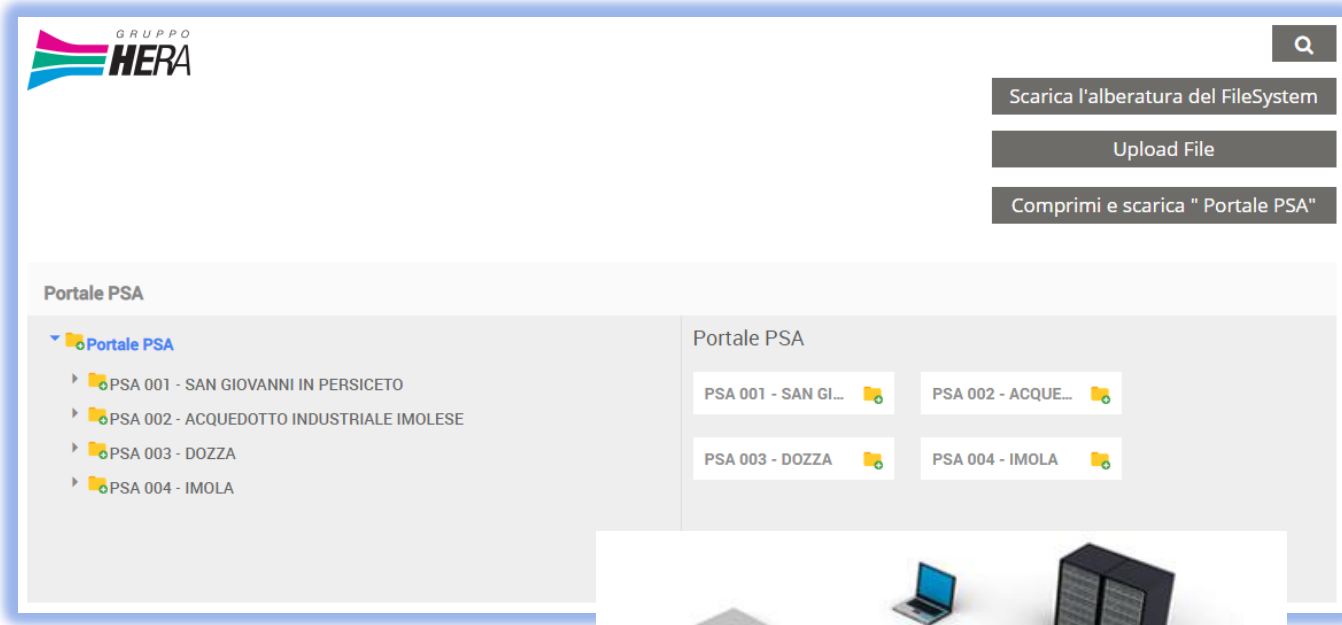 GRUPPO
HERA
Scarica l'alberatura del FileSystem
Upload File
Comprimi e scarica " Portale PSA"
Portale PSA
Portale PSA
PSA 001 - SAN GIOVANNI IN PERSICETO
PSA 002 - ACQUEDOTTO INDUSTRIALE IMOLESE
PSA 003 - DOZZA
PSA 004 - IMOLA
Portale PSA
PSA 001 - SAN GI...
PSA 002 - ACQUE...
PSA 003 - DOZZA
PSA 004 - IMOLA